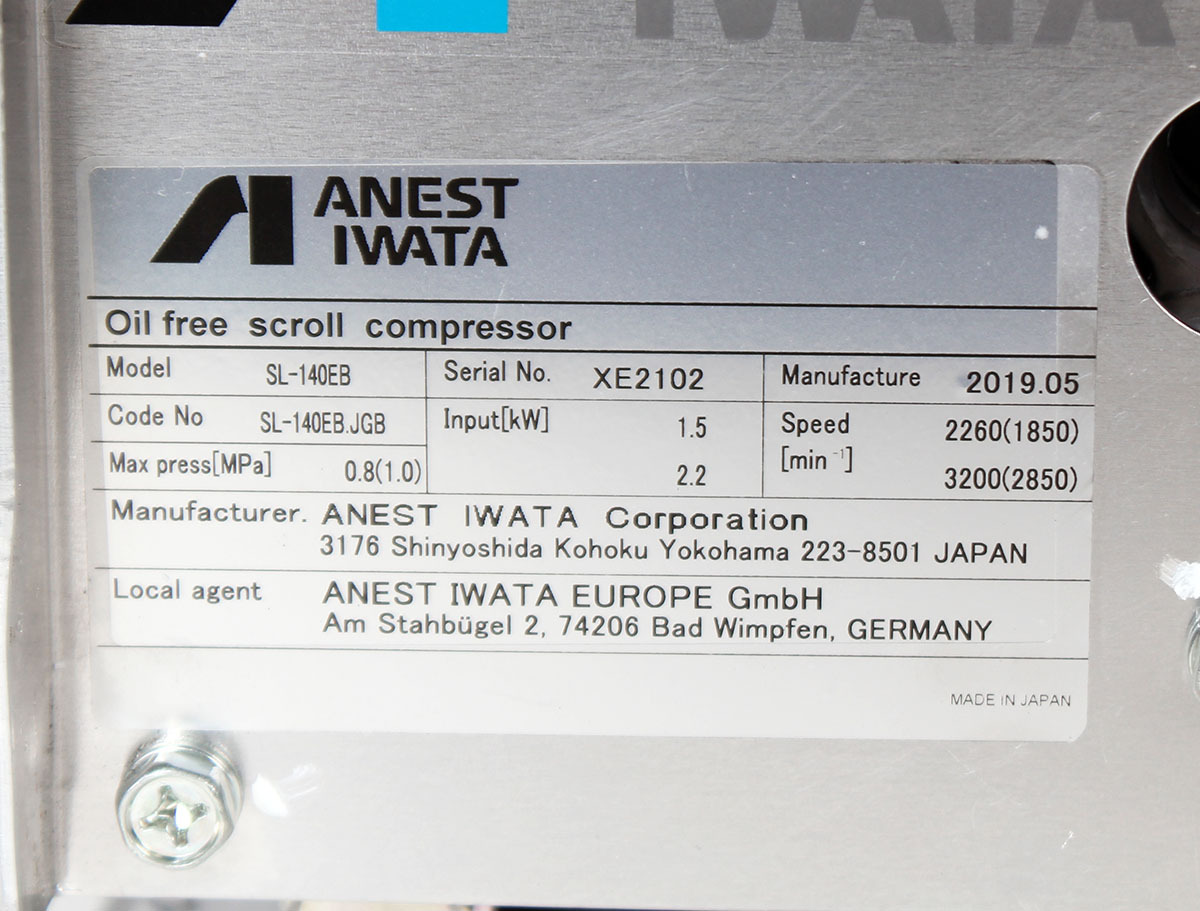 IWATA
ANEST
IWATA
Oil free scroll compressor
Model SL-140EB Serial No. XE2102 Manufacture 2019.05
Code No SL-140EB.JGB Input[kW] 1.5 Speed 2260(1850)
Max press[MPa] 0.8(1.0) 2.2 [min⁻¹] 3200(2850)
Manufacturer. ANEST IWATA Corporation
3176 Shinyoshida Kohoku Yokohama 223-8501 JAPAN
Local agent ANEST IWATA EUROPE GmbH
Am Stahbügel 2, 74206 Bad Wimpfen, GERMANY
MADE IN JAPAN